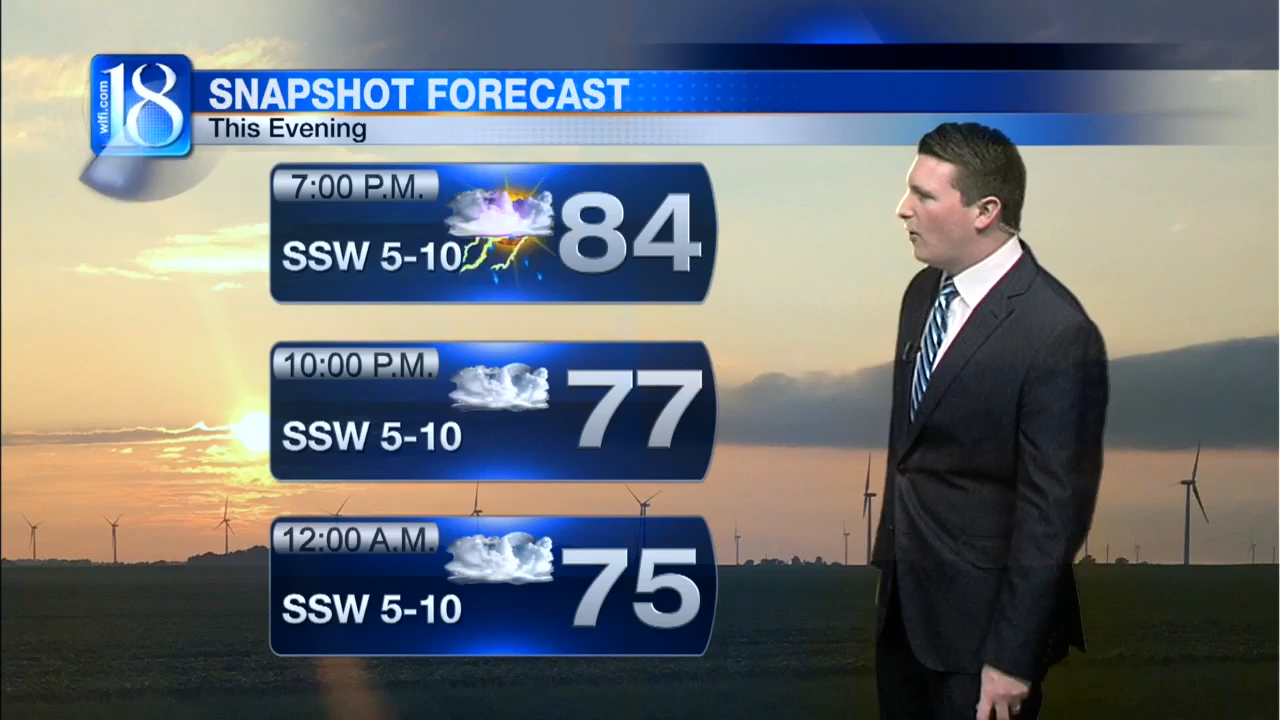 wlfi.com
18
SNAPSHOT FORECAST
This Evening
7:00 P.M.
SSW 5-10
84
10:00 P.M.
SSW 5-10
77
12:00 A.M.
SSW 5-10
75